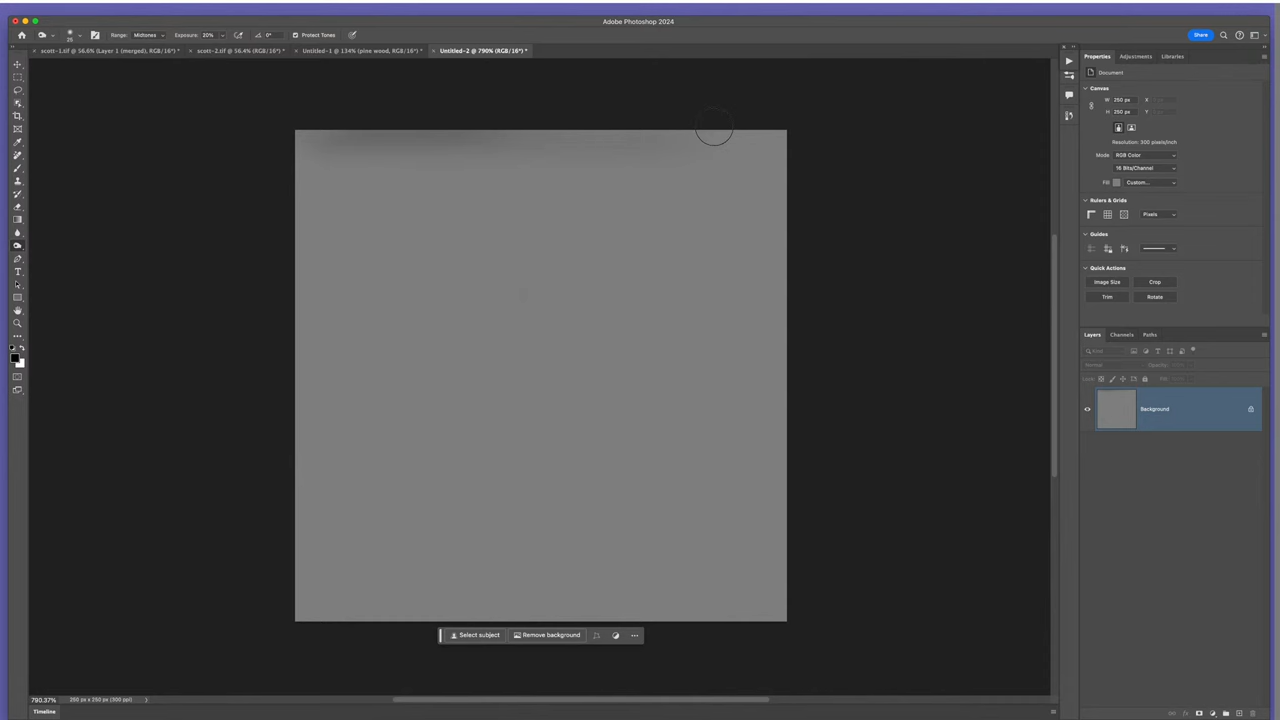 Adobe Photoshop 2024
25 Range: Midtones Exposure: 20% 0° Protect Tones Share
× scott-1.tif @ 56.6% (Layer 1 (merged), RGB/16*) * × scott-2.tif @ 56.4% (RGB/16*) * × Untitled-1 @ 134% (pine wood, RGB/16*) * × Untitled-2 @ 790% (RGB/16*) *
Properties Adjustments Libraries
Document
Canvas
W 250 px X
H 250 px Y
Resolution: 300 pixels/inch
Mode RGB Color
16 Bits/Channel
Fill Custom...
Rulers & Grids
Pixels
Guides
Quick Actions
Image Size Crop
Trim Rotate
Layers Channels Paths
Kind
Normal Opacity:
Lock: Fill:
Background
Select subject Remove background
790.37% 250 px x 250 px (300 ppi)
Timeline